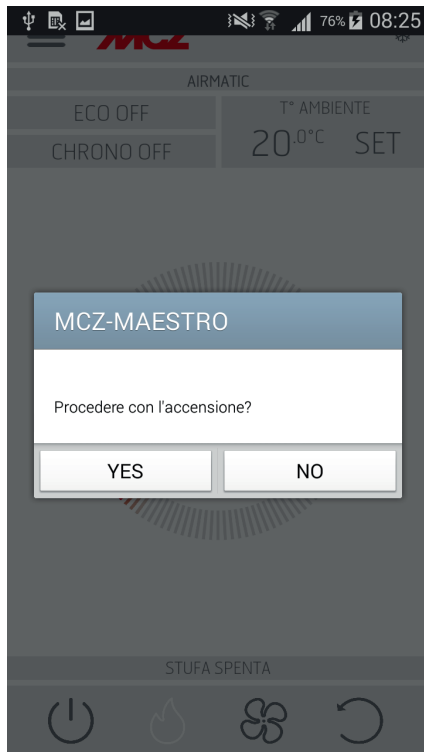 76% 08:25
MCZ
AIRMATIC
ECO OFF
T° AMBIENTE
CHRONO OFF
20.0°C SET
MCZ-MAESTRO
Procedere con l'accensione?
YES NO
STUFA SPENTA